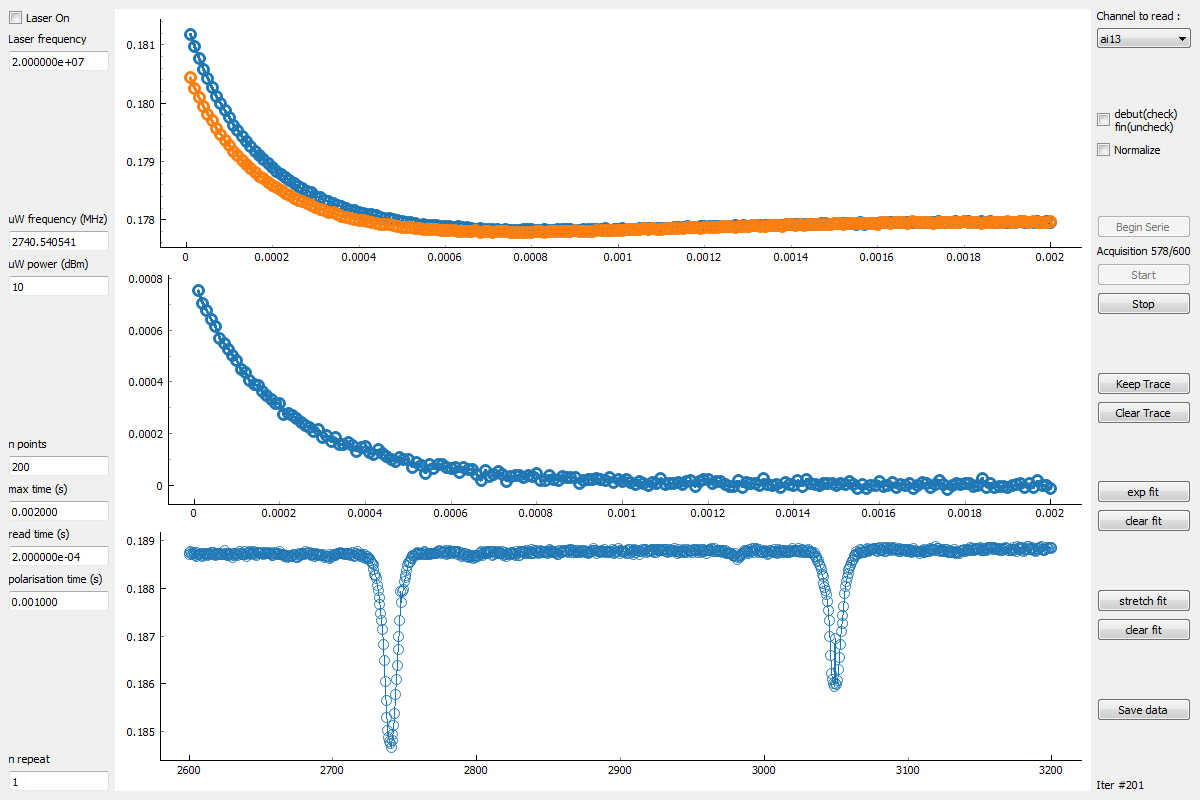 Laser On
Laser frequency
2.000000e+07
uW frequency (MHz)
2740.540541
uW power (dBm)
10
n points
200
max time (s)
0.002000
read time (s)
2.000000e-04
polarisation time (s)
0.001000
n repeat
1
0.181
0.180
0.179
0.178
0 0.0002 0.0004 0.0006 0.0008 0.001 0.0012 0.0014 0.0016 0.0018 0.002
0.0008
0.0006
0.0004
0.0002
0
0 0.0002 0.0004 0.0006 0.0008 0.001 0.0012 0.0014 0.0016 0.0018 0.002
0.189
0.188
0.187
0.186
0.185
2600 2700 2800 2900 3000 3100 3200
Channel to read :
ai13
debut(check)
fin(uncheck)
Normalize
Begin Serie
Acquisition 578/600
Start
Stop
Keep Trace
Clear Trace
exp fit
clear fit
stretch fit
clear fit
Save data
Iter #201